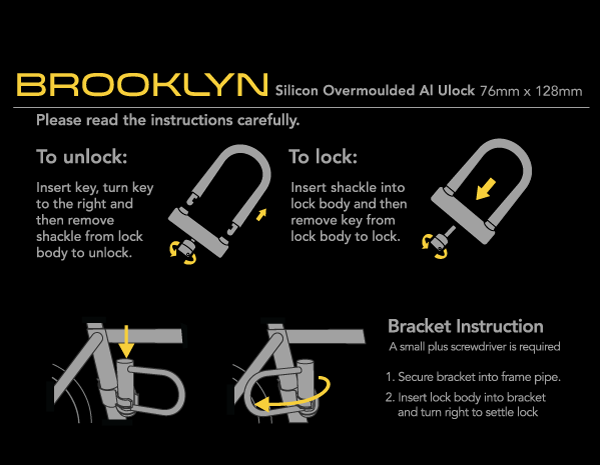 BROOKLYN Silicon Overmoulded Al Ulock 76mm x 128mm
Please read the instructions carefully.
To unlock:
Insert key, turn key
to the right and
then remove
shackle from lock
body to unlock.
To lock:
Insert shackle into
lock body and then
remove key from
lock body to lock.
Bracket Instruction
A small plus screwdriver is required
1. Secure bracket into frame pipe.
2. Insert lock body into bracket
and turn right to settle lock